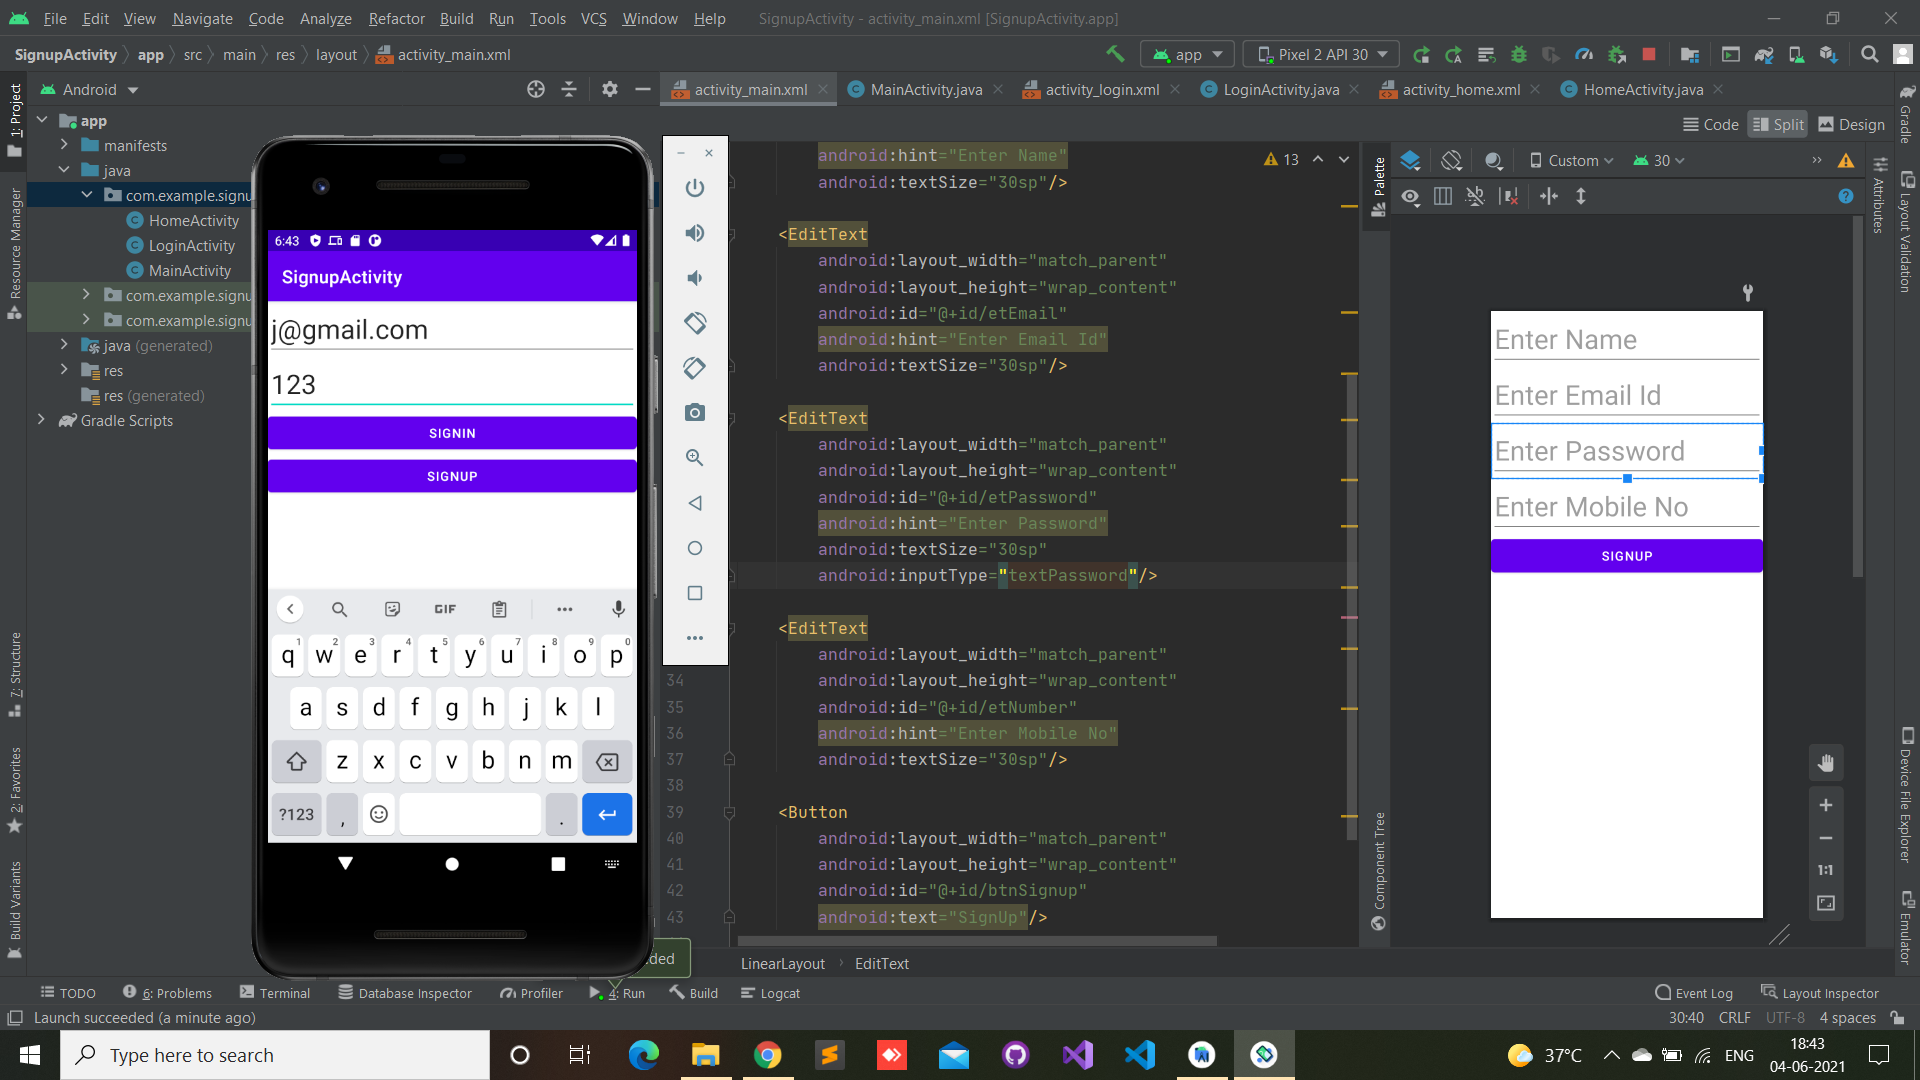 File Edit View Navigate Code Analyze Refactor Build Run Tools VCS Window Help SignupActivity - activity_main.xml [SignupActivity.app]
SignupActivity app src main res layout activity_main.xml app Pixel 2 API 30
Android
activity_main.xml MainActivity.java activity_login.xml LoginActivity.java activity_home.xml HomeActivity.java
Code Split Design
1: Project
Resource Manager
7: Structure
2: Favorites
Build Variants
app
manifests
java
com.example.signu
HomeActivity
LoginActivity
MainActivity
com.example.signu
com.example.signu
java (generated)
res
res (generated)
Gradle Scripts
6:43
SignupActivity
j@gmail.com
123
SIGNIN
SIGNUP
GIF
q1 w2 e3 r4 t5 y6 u7 i8 o9 p0
a s d f g h j k l
z x c v b n m
?123 , .
android:hint="Enter Name"
android:textSize="30sp"/>
<EditText
android:layout_width="match_parent"
android:layout_height="wrap_content"
android:id="@+id/etEmail"
android:hint="Enter Email Id"
android:textSize="30sp"/>
<EditText
android:layout_width="match_parent"
android:layout_height="wrap_content"
android:id="@+id/etPassword"
android:hint="Enter Password"
android:textSize="30sp"
android:inputType="textPassword"/>
<EditText
android:layout_width="match_parent"
34 android:layout_height="wrap_content"
35 android:id="@+id/etNumber"
36 android:hint="Enter Mobile No"
37 android:textSize="30sp"/>
38
39 <Button
40 android:layout_width="match_parent"
41 android:layout_height="wrap_content"
42 android:id="@+id/btnSignup"
43 android:text="SignUp"/>
13
LinearLayout EditText
Palette
Component Tree
Custom 30
Enter Name
Enter Email Id
Enter Password
Enter Mobile No
SIGNUP
1:1
Gradle
Attributes
Layout Validation
Device File Explorer
Emulator
TODO 6: Problems Terminal Database Inspector Profiler 4: Run Build Logcat Event Log Layout Inspector
Launch succeeded (a minute ago) 30:40 CRLF UTF-8 4 spaces
Type here to search 37°C ENG 18:43
04-06-2021